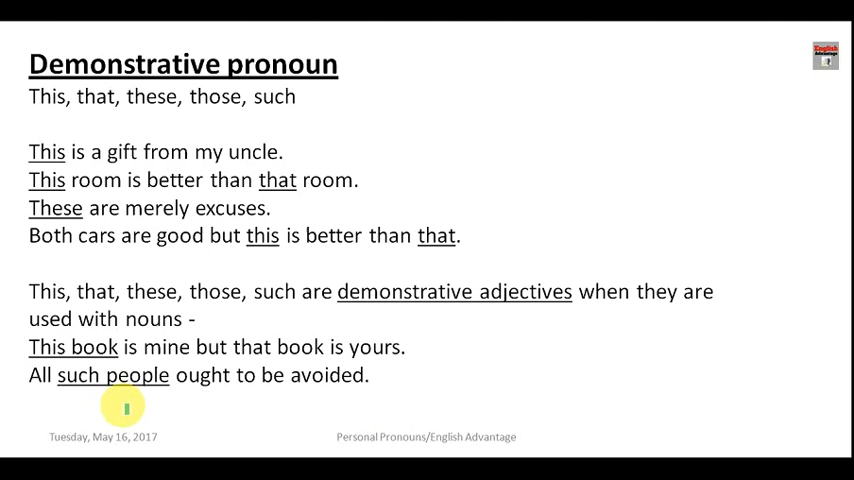 Demonstrative pronoun
English
Advantage
This, that, these, those, such
This is a gift from my uncle.
This room is better than that room.
These are merely excuses.
Both cars are good but this is better than that.
This, that, these, those, such are demonstrative adjectives when they are
used with nouns -
This book is mine but that book is yours.
All such people ought to be avoided.
Tuesday, May 16, 2017
Personal Pronouns/English Advantage